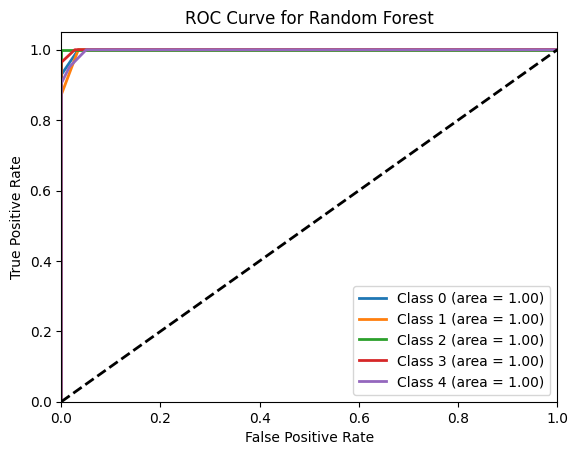 ROC Curve for Random Forest
True Positive Rate
1.0
0.8
0.6
0.4
0.2
0.0
Class 0 (area = 1.00)
Class 1 (area = 1.00)
Class 2 (area = 1.00)
Class 3 (area = 1.00)
Class 4 (area = 1.00)
0.0 0.2 0.4 0.6 0.8 1.0
False Positive Rate